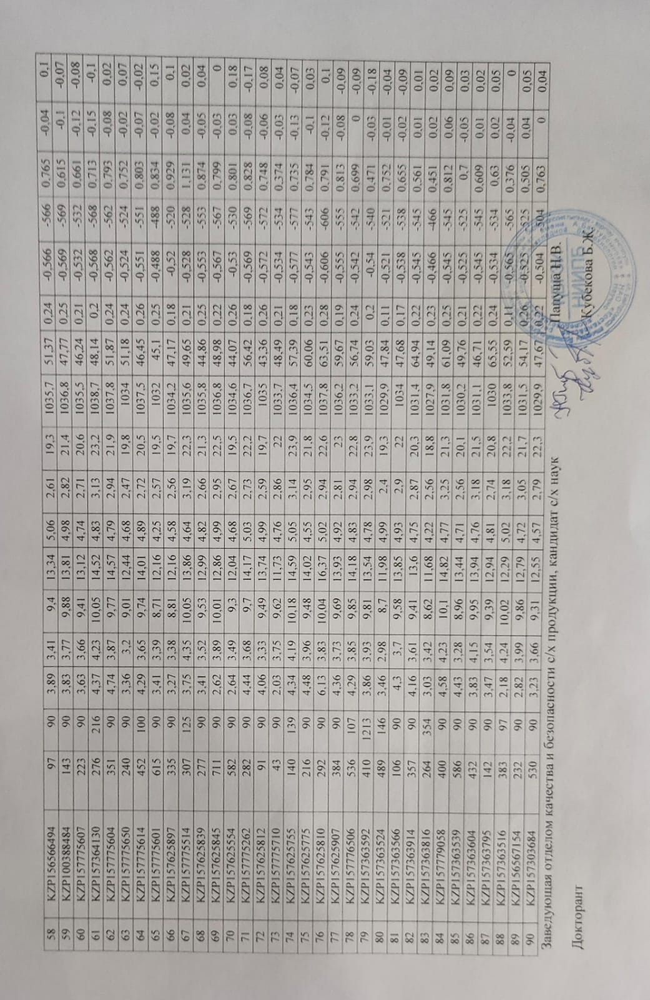 58 KZP156566494 97 90 3,89 3,41 9,4 13,34 5,06 2,61 19,3 1035,7 51,37 0,24 -0,566 -566 0,765 -0,04 0,1
59 KZP100388484 143 90 3,83 3,77 9,88 13,81 4,98 2,82 21,4 1036,8 47,77 0,25 -0,569 -569 0,615 -0,1 -0,07
60 KZP157775607 223 90 3,63 3,66 9,41 13,12 4,74 2,71 20,6 1035,5 46,24 0,21 -0,532 -532 0,661 -0,12 -0,08
61 KZP157364130 276 216 4,37 4,23 10,05 14,52 4,83 3,13 23,2 1038,7 48,14 0,2 -0,568 -568 0,713 -0,15 -0,1
62 KZP157775604 351 90 4,74 3,87 9,77 14,57 4,79 2,94 21,9 1037,8 51,87 0,24 -0,562 -562 0,793 -0,08 0,02
63 KZP157775650 240 90 3,36 3,2 9,01 12,44 4,68 2,47 19,8 1034 51,18 0,24 -0,524 -524 0,752 -0,02 0,07
64 KZP157775614 452 100 4,29 3,65 9,74 14,01 4,89 2,72 20,5 1037,5 46,45 0,26 -0,551 -551 0,803 -0,07 -0,02
65 KZP157775601 615 90 3,41 3,39 8,71 12,16 4,25 2,57 19,5 1032 45,1 0,25 -0,488 -488 0,834 -0,02 0,15
66 KZP157625897 335 90 3,27 3,38 8,81 12,16 4,58 2,56 19,7 1034,2 47,17 0,18 -0,52 -520 0,929 -0,08 0,1
67 KZP157775514 307 125 3,75 4,35 10,05 13,86 4,64 3,19 22,3 1035,6 49,65 0,21 -0,528 -528 1,131 0,04 0,02
68 KZP157625839 277 90 3,41 3,52 9,53 12,99 4,82 2,66 21,3 1035,8 44,86 0,25 -0,553 -553 0,874 -0,05 0,04
69 KZP157625845 711 90 2,62 3,89 10,01 12,86 4,99 2,95 22,5 1036,8 48,98 0,22 -0,567 -567 0,799 -0,03 0
70 KZP157625554 582 90 2,64 3,49 9,3 12,04 4,68 2,67 19,5 1034,6 44,07 0,26 -0,53 -530 0,801 0,03 0,18
71 KZP157775262 282 90 4,44 3,68 9,7 14,17 5,03 2,73 22,2 1036,7 56,42 0,18 -0,569 -569 0,828 -0,08 -0,17
72 KZP157625812 91 90 4,06 3,33 9,49 13,74 4,99 2,59 19,7 1035 43,36 0,26 -0,572 -572 0,748 -0,06 0,08
73 KZP157775710 43 90 2,03 3,75 9,62 11,73 4,76 2,86 22 1033,7 48,49 0,21 -0,534 -534 0,374 -0,03 0,04
74 KZP157625755 140 139 4,34 4,19 10,18 14,59 5,05 3,14 23,9 1036,4 57,39 0,18 -0,577 -577 0,735 -0,13 -0,07
75 KZP157625775 216 90 4,48 3,96 9,48 14,02 4,55 2,95 21,8 1034,5 60,06 0,23 -0,543 -543 0,784 -0,1 0,03
76 KZP157625810 292 90 6,13 3,83 10,04 16,37 5,02 2,94 22,6 1037,8 63,51 0,28 -0,606 -606 0,791 -0,12 0,1
77 KZP157625907 384 90 4,36 3,73 9,69 13,93 4,92 2,81 23 1036,2 59,67 0,19 -0,555 -555 0,813 -0,08 -0,09
78 KZP157776506 536 107 4,29 3,85 9,85 14,18 4,83 2,94 22,8 1033,2 56,74 0,24 -0,542 -542 0,699 0 -0,09
79 KZP157363592 410 1213 3,86 3,93 9,81 13,54 4,78 2,98 23,9 1033,1 59,03 0,2 -0,54 -540 0,471 -0,03 -0,18
80 KZP157363524 489 146 3,46 2,98 8,7 11,98 4,99 2,4 19,3 1029,9 47,84 0,11 -0,521 -521 0,752 -0,01 -0,04
81 KZP157363566 106 90 4,3 3,7 9,58 13,85 4,93 2,9 22 1034 47,68 0,17 -0,538 -538 0,655 -0,02 -0,09
82 KZP157363914 357 90 4,16 3,61 9,41 13,6 4,75 2,87 20,3 1031,4 64,94 0,22 -0,545 -545 0,561 0,01 0,01
83 KZP157363816 264 354 3,03 3,42 8,62 11,68 4,22 2,56 18,8 1027,9 49,14 0,23 -0,466 -466 0,451 0,02 0,02
84 KZP157779058 400 90 4,58 4,23 10,1 14,82 4,77 3,25 21,3 1031,8 61,09 0,25 -0,545 -545 0,812 0,06 0,09
85 KZP157363539 586 90 4,43 3,28 8,96 13,44 4,71 2,56 20,1 1030,2 49,76 0,21 -0,525 -525 0,7 -0,05 0,03
86 KZP157363604 432 90 3,83 4,15 9,95 13,94 4,76 3,18 21,5 1031,1 46,71 0,22 -0,545 -545 0,609 0,01 0,02
87 KZP157363795 142 90 3,47 3,54 9,39 12,94 4,81 2,74 20,8 1030 65,55 0,24 -0,534 -534 0,63 0,02 0,05
88 KZP157363516 383 97 2,18 4,24 10,02 12,29 5,02 3,18 22,2 1033,8 52,59 0,11 -0,565 -565 0,376 -0,04 0
89 KZP156567154 232 90 2,82 3,99 9,86 12,79 4,72 3,05 21,7 1031,5 54,17 0,26 -0,525 -525 0,505 0,04 0,05
90 KZP157303684 530 90 3,23 3,66 9,31 12,55 4,57 2,79 22,3 1029,9 47,67 0,22 -0,504 -504 0,763 0 0,04
Заведующая отделом качества и безопасности с/х продукции, кандидат с/х наук Папуша Н.В.
Докторант Кубекова Б.Ж.
НИИПБ